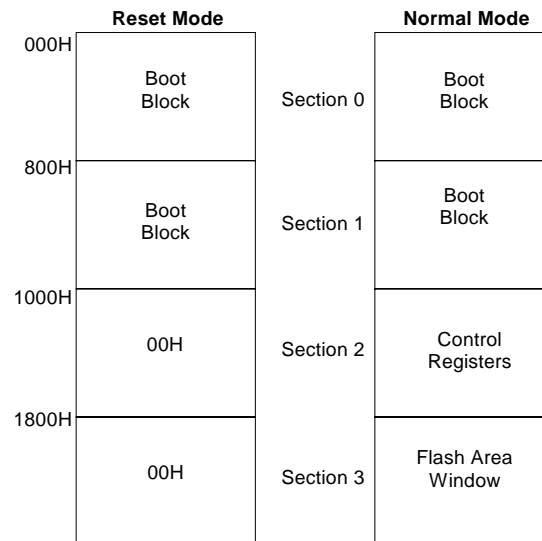 Reset Mode
Normal Mode
000H
Boot
Block
Section 0
Boot
Block
800H
Boot
Block
Section 1
Boot
Block
1000H
00H
Section 2
Control
Registers
1800H
00H
Section 3
Flash Area
Window